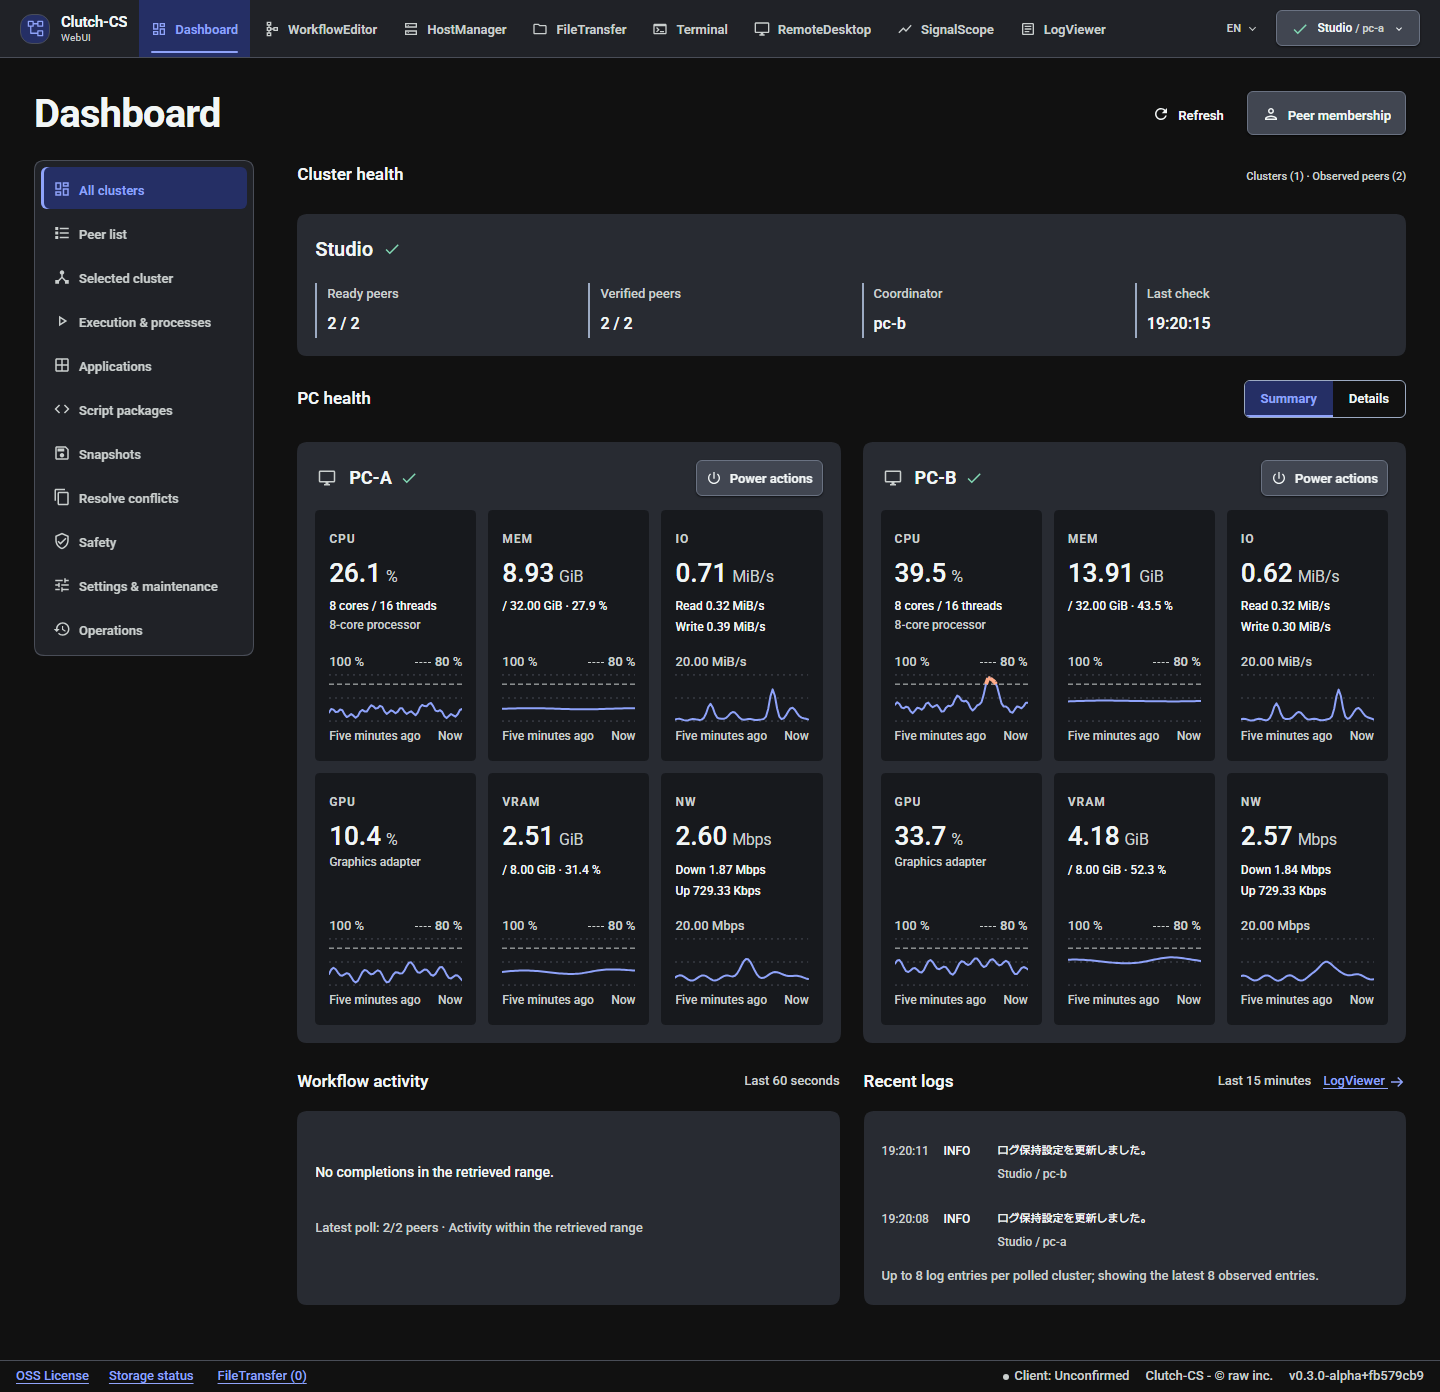 Clutch-CS
WebUI
Dashboard
WorkflowEditor
HostManager
FileTransfer
Terminal
RemoteDesktop
SignalScope
LogViewer
EN
Studio / pc-a
Dashboard
Refresh
Peer membership
All clusters
Peer list
Selected cluster
Execution & processes
Applications
Script packages
Snapshots
Resolve conflicts
Safety
Settings & maintenance
Operations
Cluster health
Clusters (1) · Observed peers (2)
Studio
Ready peers
2 / 2
Verified peers
2 / 2
Coordinator
pc-b
Last check
19:20:15
PC health
Summary
Details
PC-A
Power actions
CPU
26.1 %
8 cores / 16 threads
8-core processor
100 %
---- 80 %
Five minutes ago
Now
MEM
8.93 GiB
/ 32.00 GiB · 27.9 %
100 %
---- 80 %
Five minutes ago
Now
IO
0.71 MiB/s
Read 0.32 MiB/s
Write 0.39 MiB/s
20.00 MiB/s
Five minutes ago
Now
GPU
10.4 %
Graphics adapter
100 %
---- 80 %
Five minutes ago
Now
VRAM
2.51 GiB
/ 8.00 GiB · 31.4 %
100 %
---- 80 %
Five minutes ago
Now
NW
2.60 Mbps
Down 1.87 Mbps
Up 729.33 Kbps
20.00 Mbps
Five minutes ago
Now
PC-B
Power actions
CPU
39.5 %
8 cores / 16 threads
8-core processor
100 %
---- 80 %
Five minutes ago
Now
MEM
13.91 GiB
/ 32.00 GiB · 43.5 %
100 %
---- 80 %
Five minutes ago
Now
IO
0.62 MiB/s
Read 0.32 MiB/s
Write 0.30 MiB/s
20.00 MiB/s
Five minutes ago
Now
GPU
33.7 %
Graphics adapter
100 %
---- 80 %
Five minutes ago
Now
VRAM
4.18 GiB
/ 8.00 GiB · 52.3 %
100 %
---- 80 %
Five minutes ago
Now
NW
2.57 Mbps
Down 1.84 Mbps
Up 729.33 Kbps
20.00 Mbps
Five minutes ago
Now
Workflow activity
Last 60 seconds
No completions in the retrieved range.
Latest poll: 2/2 peers · Activity within the retrieved range
Recent logs
Last 15 minutes
LogViewer
19:20:11 INFO ログ保持設定を更新しました。
Studio / pc-b
19:20:08 INFO ログ保持設定を更新しました。
Studio / pc-a
Up to 8 log entries per polled cluster; showing the latest 8 observed entries.
OSS License
Storage status
FileTransfer (0)
Client: Unconfirmed
Clutch-CS - © raw inc.
v0.3.0-alpha+fb579cb9